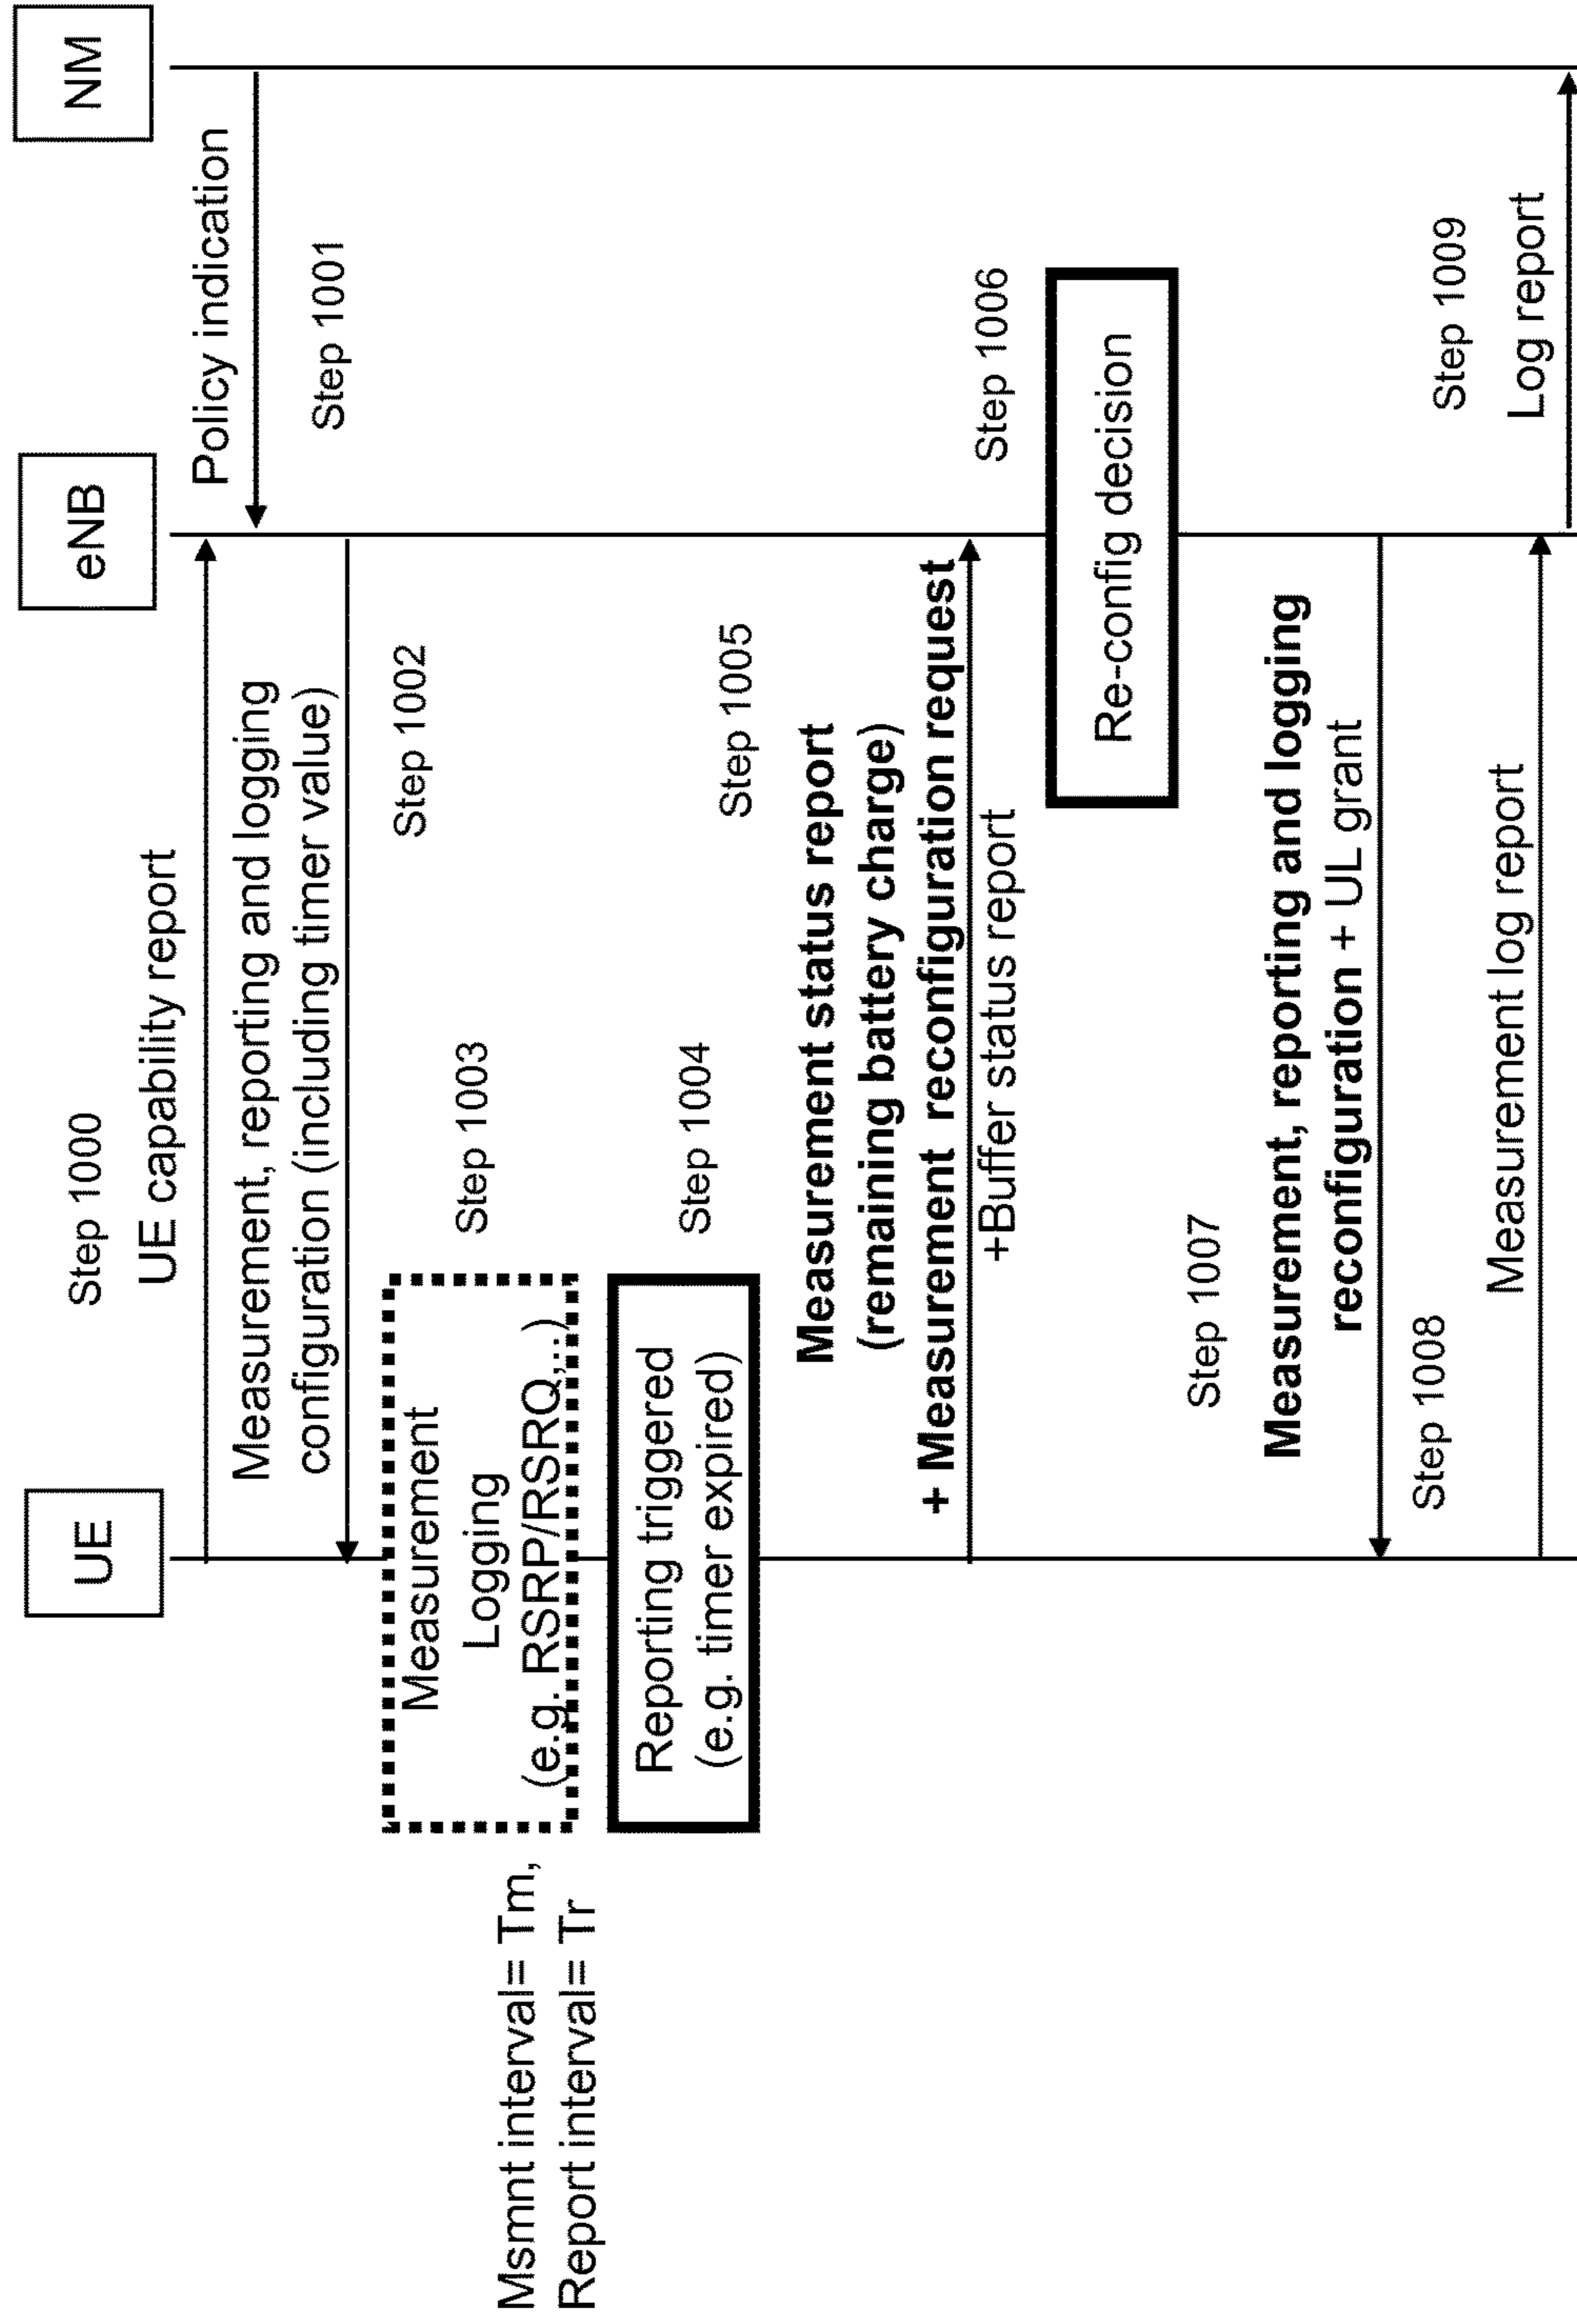 UE
eNB
NM
Step 1000
UE capability report
Policy indication
Step 1001
Measurement, reporting and logging
configuration (including timer value)
Step 1002
Measurement
Logging
(e.g. RSRP/RSRQ,..)
Step 1003
Msmnt interval= Tm,
Report interval= Tr
Reporting triggered
(e.g. timer expired)
Step 1004
Step 1005
Measurement status report
(remaining battery charge)
+ Measurement reconfiguration request
+Buffer status report
Step 1006
Re-config decision
Step 1007
Measurement, reporting and logging
reconfiguration + UL grant
Step 1008
Measurement log report
Step 1009
Log report